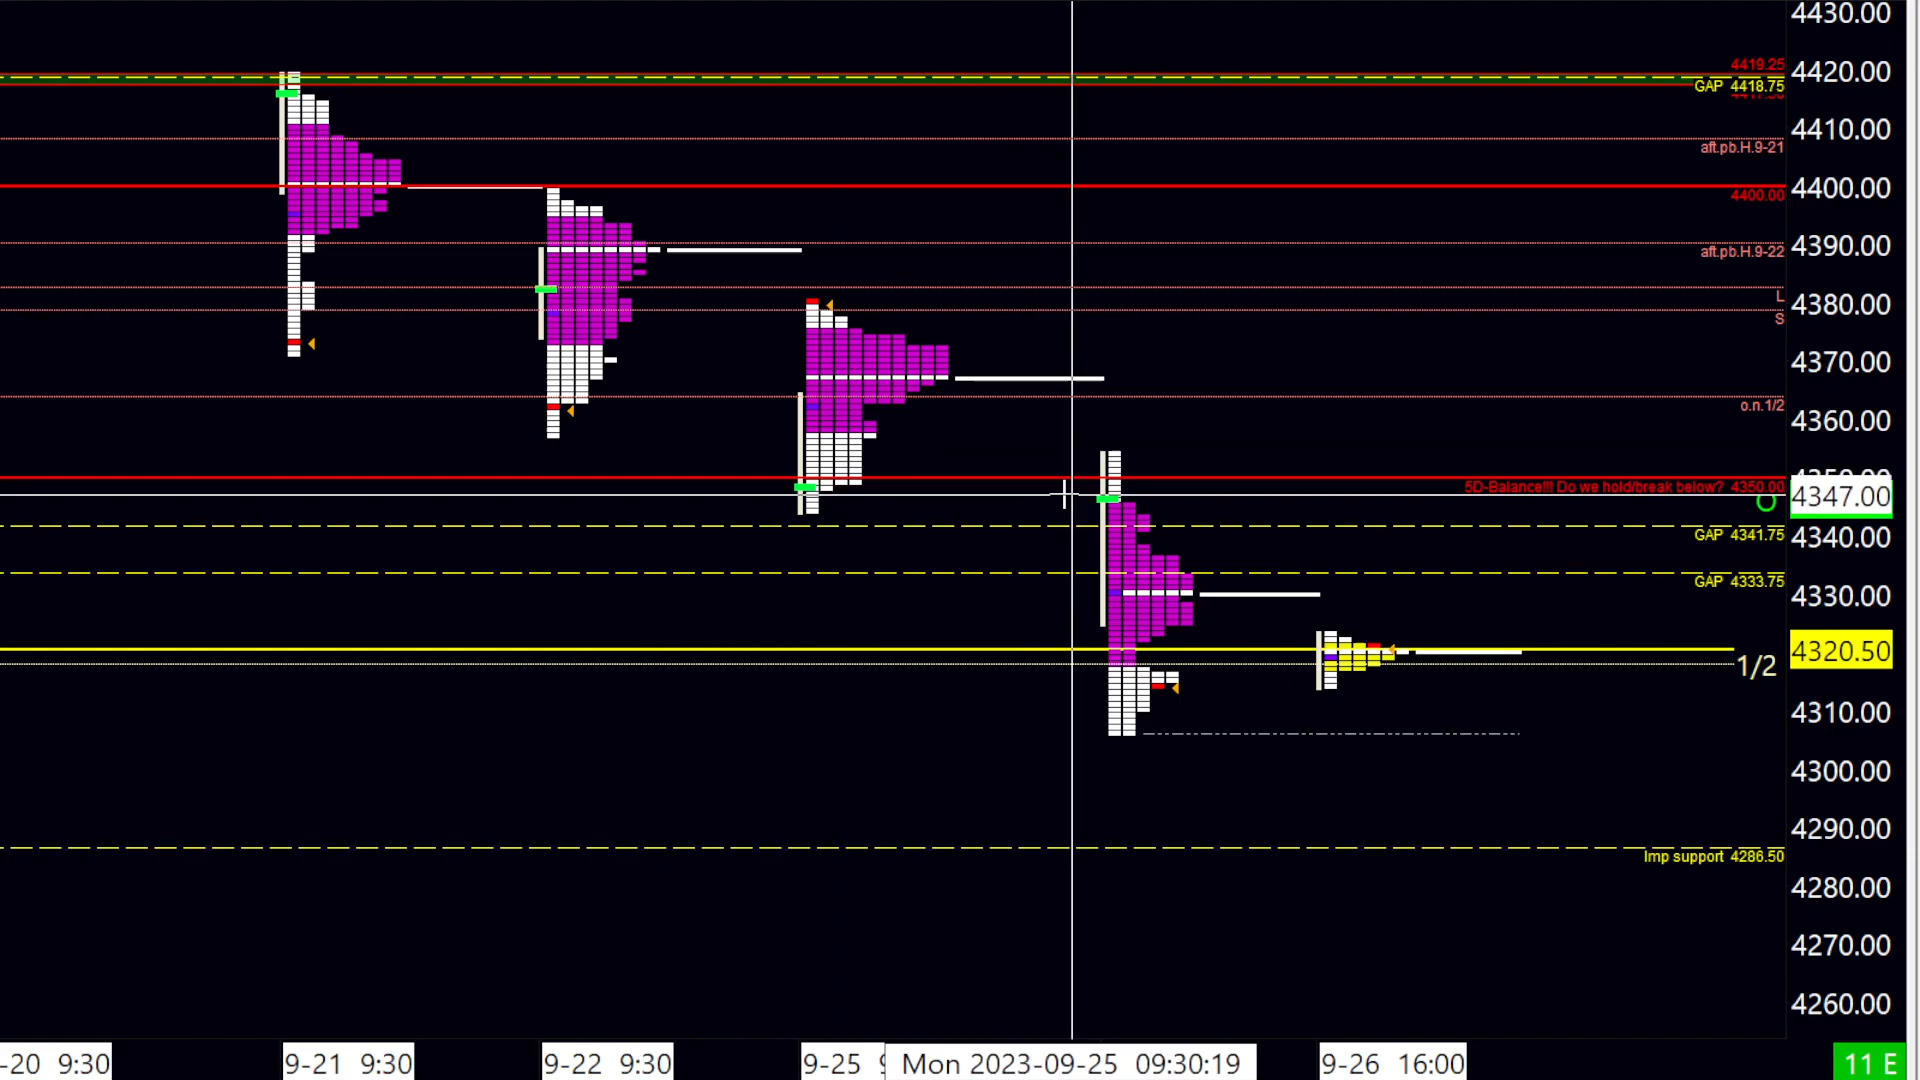 4430.00
4419.25
4420.00
GAP 4418.75
4410.00
aft.pb.H.9-21
4400.00
4400.00
4390.00
aft.pb.H.9-22
L
4380.00
S
4370.00
o.n.1/2
4360.00
5D-Balance!!! Do we hold/break below? 4350.00
O
4347.00
GAP 4341.75
4340.00
GAP 4333.75
4330.00
4320.50
1/2
4310.00
4300.00
4290.00
Imp support 4286.50
4280.00
4270.00
4260.00
-20 9:30
9-21 9:30
9-22 9:30
9-25
Mon 2023-09-25 09:30:19
9-26 16:00
11 E